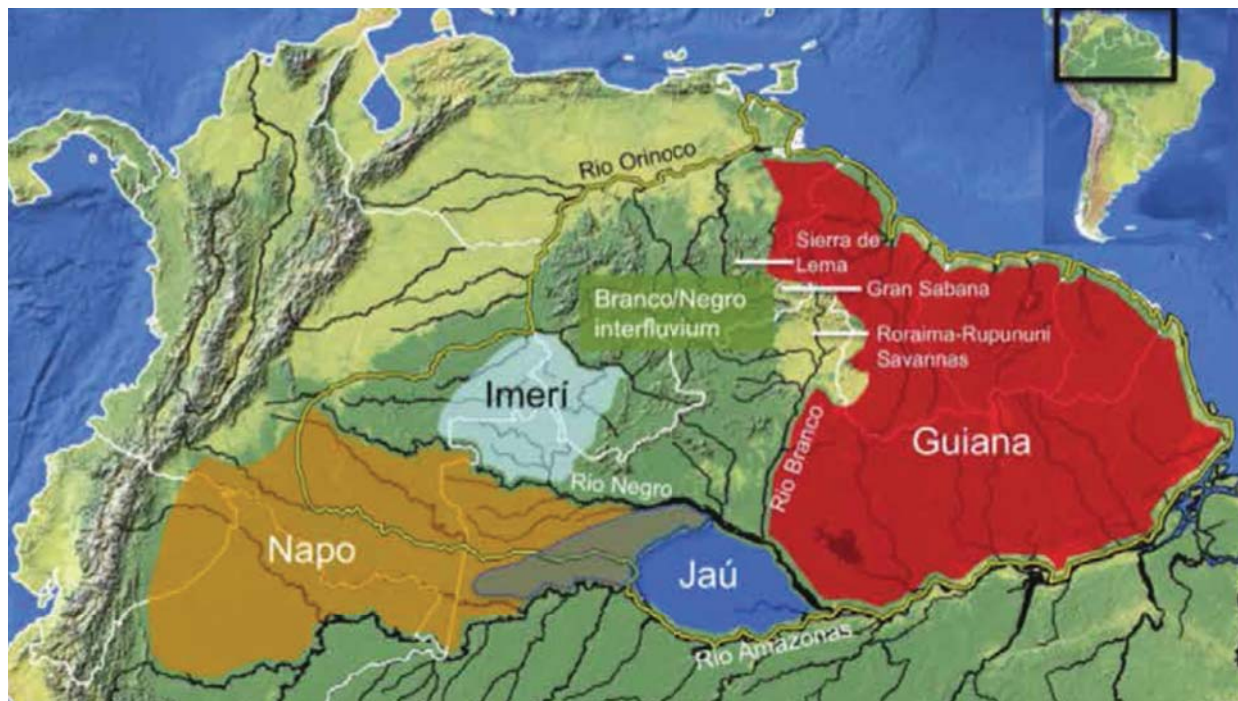 Rio Orinoco
Sierra de
Lema
Gran Sabana
Branco/Negro
interfluvium
Roraima-Rupununi
Savannas
Imerí
Guiana
Rio Branco
Rio Negro
Napo
Jaú
Rio Amazonas